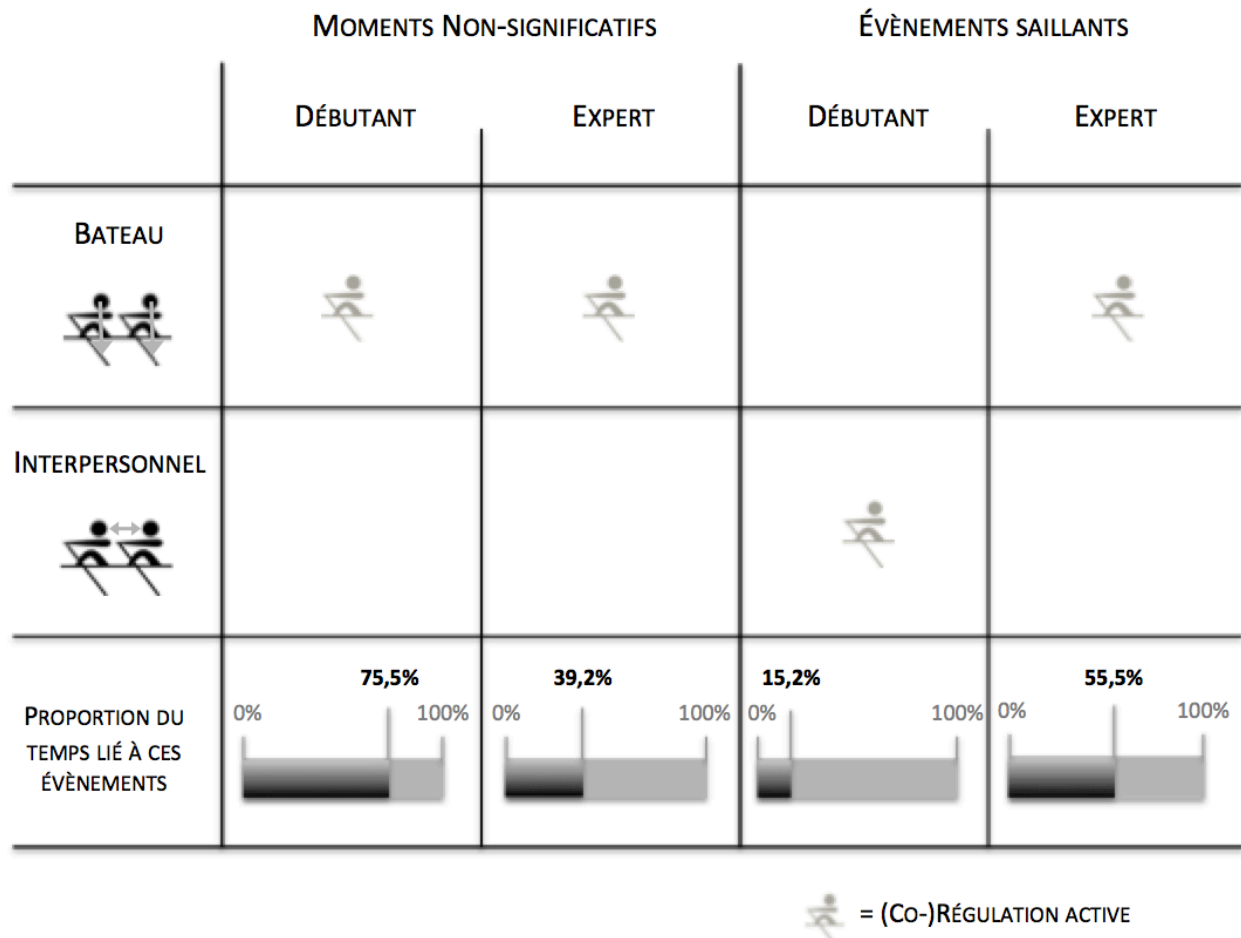 MOMENTS NON-SIGNIFICATIFS ÉVÈNEMENTS SAILLANTS
DÉBUTANT EXPERT DÉBUTANT EXPERT
BATEAU
INTERPERSONNEL
PROPORTION DU
TEMPS LIÉ À CES
ÉVÈNEMENTS
75,5% 39,2% 15,2% 55,5%
0% 100% 0% 100% 0% 100% 0% 100%
= (CO-)RÉGULATION ACTIVE